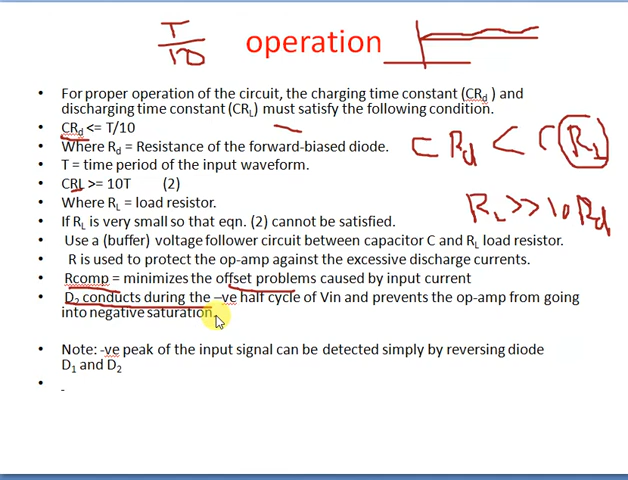 T
10
operation
For proper operation of the circuit, the charging time constant (CRd ) and
discharging time constant (CRL) must satisfy the following condition.
CRd <= T/10
Where Rd = Resistance of the forward-biased diode.
T = time period of the input waveform.
CRL >= 10T (2)
Where RL = load resistor.
If RL is very small so that eqn. (2) cannot be satisfied.
Use a (buffer) voltage follower circuit between capacitor C and RL load resistor.
R is used to protect the op-amp against the excessive discharge currents.
Rcomp = minimizes the offset problems caused by input current
D2 conducts during the –ve half cycle of Vin and prevents the op-amp from going
into negative saturation.
Note: -ve peak of the input signal can be detected simply by reversing diode
D1 and D2
-
CRd < CRL
RL >> 10Rd